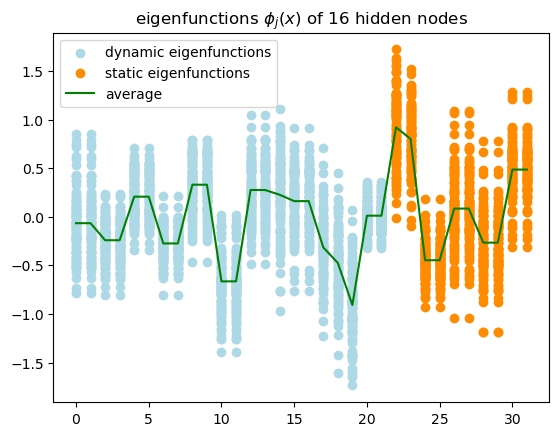 eigenfunctions ϕⱼ(x) of 16 hidden nodes
dynamic eigenfunctions
static eigenfunctions
average
1.5
1.0
0.5
0.0
−0.5
−1.0
−1.5
0 5 10 15 20 25 30